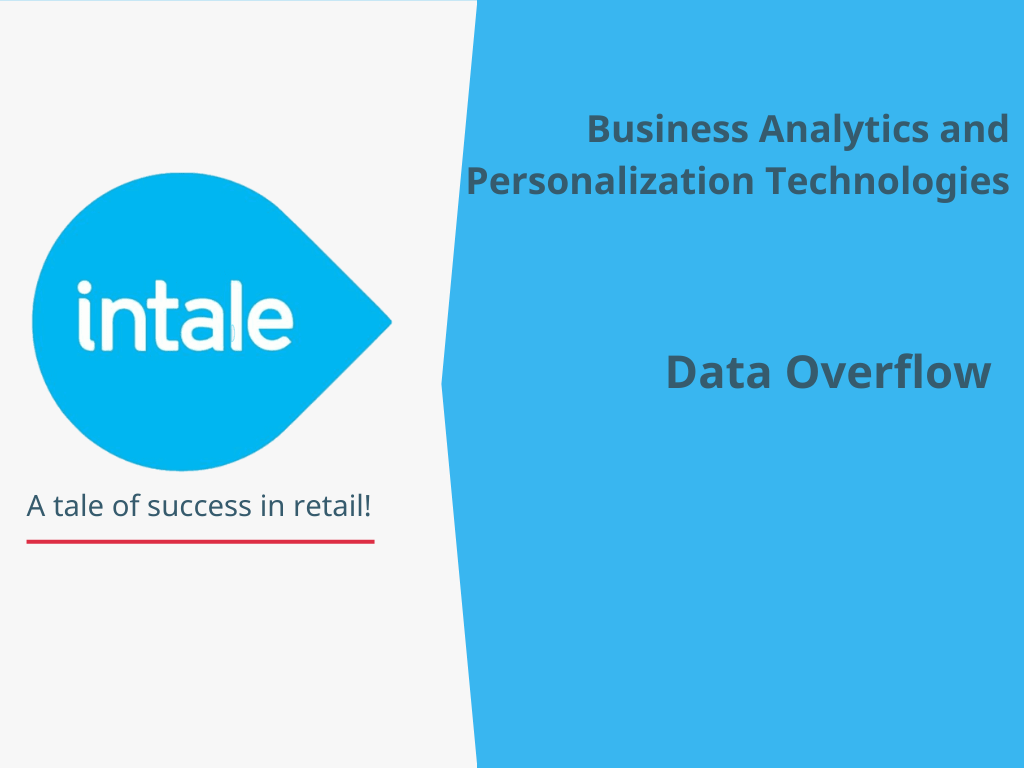 intale
A tale of success in retail!
Business Analytics and
Personalization Technologies
Data Overflow